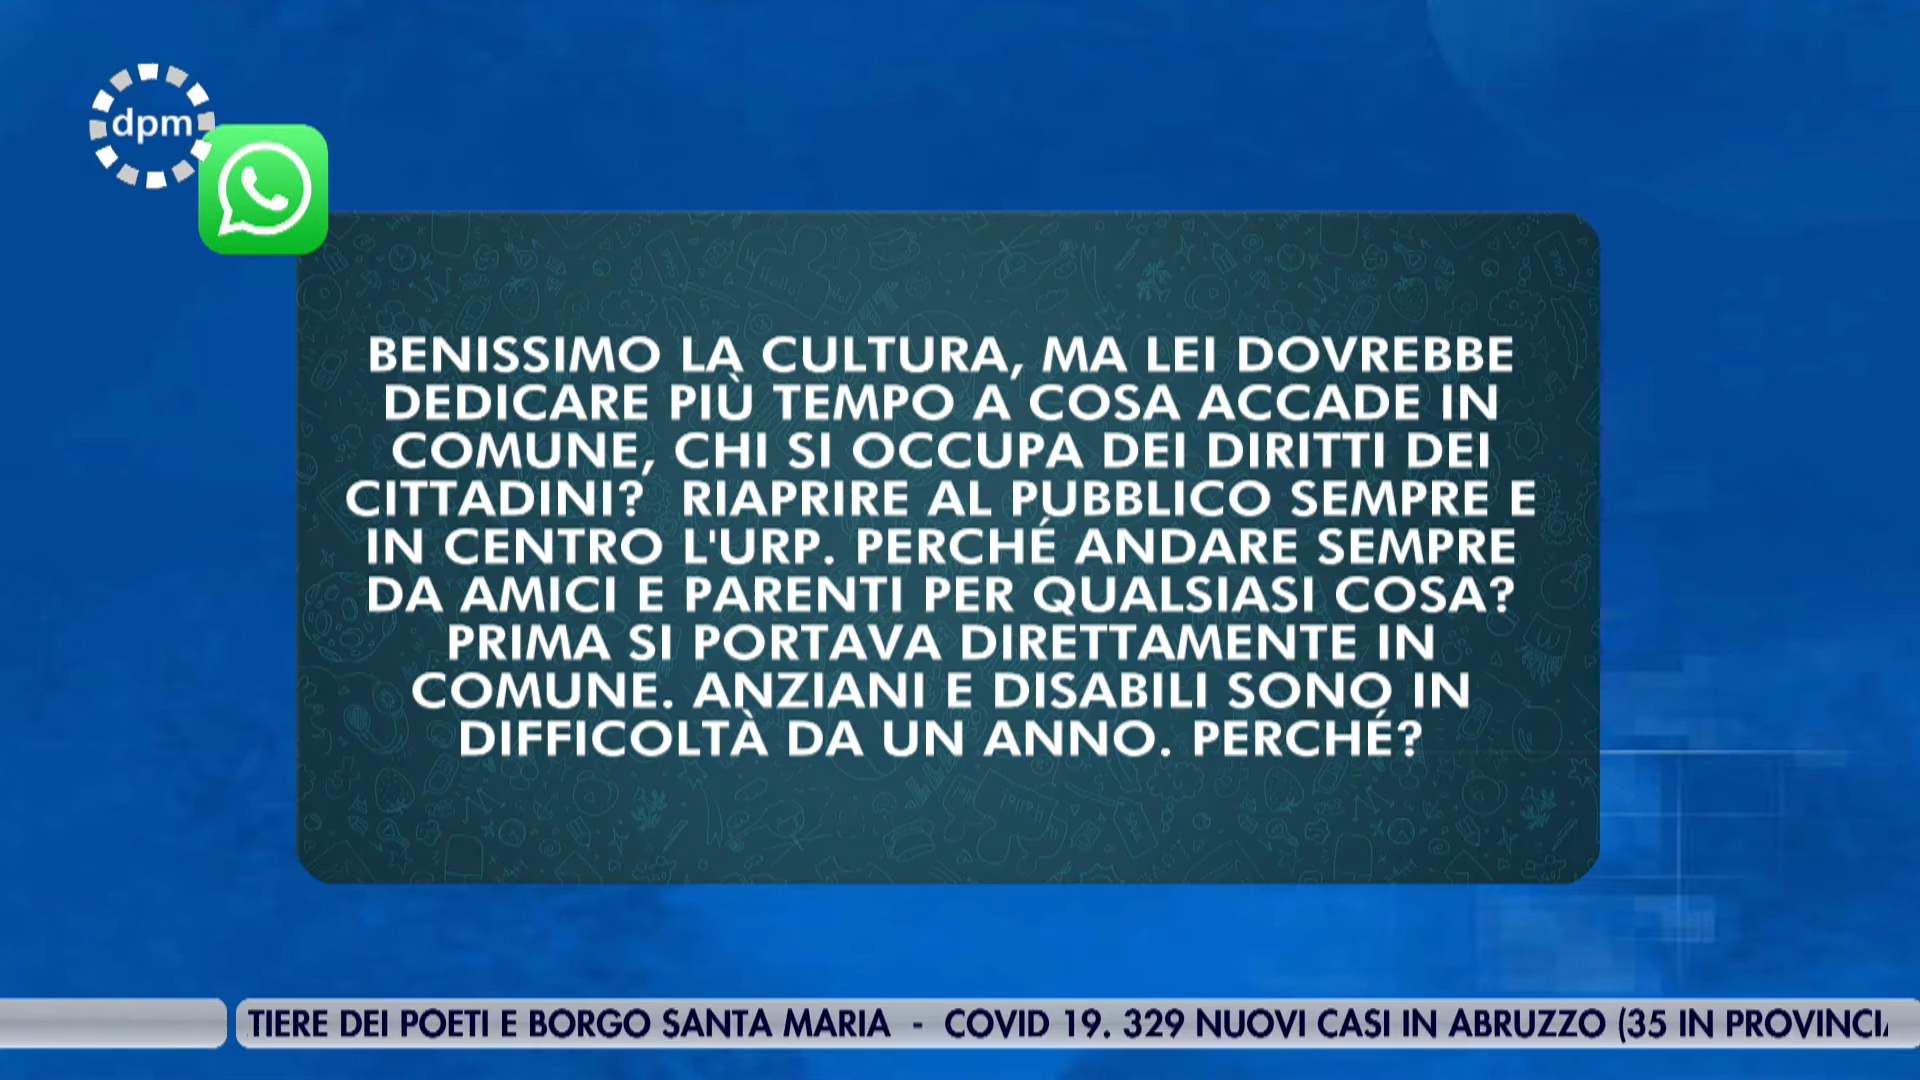 dpm
BENISSIMO LA CULTURA, MA LEI DOVREBBE
DEDICARE PIÙ TEMPO A COSA ACCADE IN
COMUNE, CHI SI OCCUPA DEI DIRITTI DEI
CITTADINI? RIAPRIRE AL PUBBLICO SEMPRE E
IN CENTRO L'URP. PERCHÉ ANDARE SEMPRE
DA AMICI E PARENTI PER QUALSIASI COSA?
PRIMA SI PORTAVA DIRETTAMENTE IN
COMUNE. ANZIANI E DISABILI SONO IN
DIFFICOLTÀ DA UN ANNO. PERCHÉ?
TIERE DEI POETI E BORGO SANTA MARIA - COVID 19. 329 NUOVI CASI IN ABRUZZO (35 IN PROVINCI